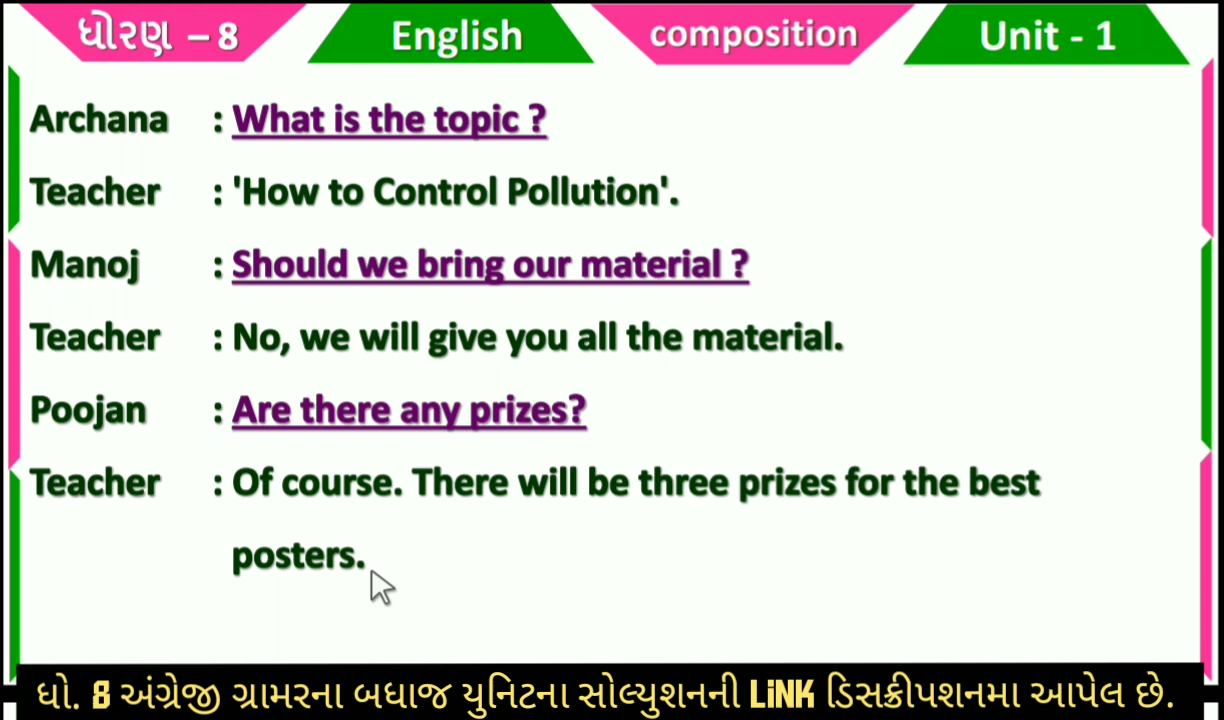 ધોરણ – 8 English composition Unit - 1
Archana : What is the topic ?
Teacher : 'How to Control Pollution'.
Manoj : Should we bring our material ?
Teacher : No, we will give you all the material.
Poojan : Are there any prizes?
Teacher : Of course. There will be three prizes for the best
posters.
ધો. 8 અંગ્રેજી ગ્રામરના બધાજ યુનિટના સોલ્યુશનની LiNK ડિસક્રીપશનમા આપેલ છે.